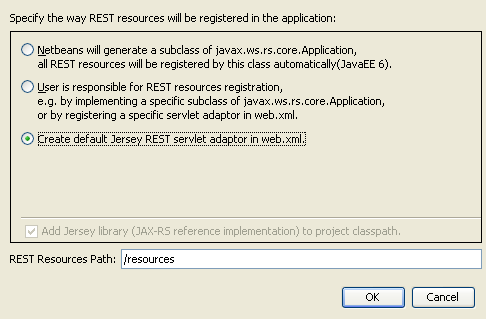 Specify the way REST resources will be registered in the application:
Netbeans will generate a subclass of javax.ws.rs.core.Application,
all REST resources will be registered by this class automatically(JavaEE 6).
User is responsible for REST resources registration,
e.g. by implementing a specific subclass of javax.ws.rs.core.Application,
or by registering a specific servlet adaptor in web.xml.
Create default Jersey REST servlet adaptor in web.xml.
Add Jersey library (JAX-RS reference implementation) to project classpath.
REST Resources Path: /resources
OK Cancel